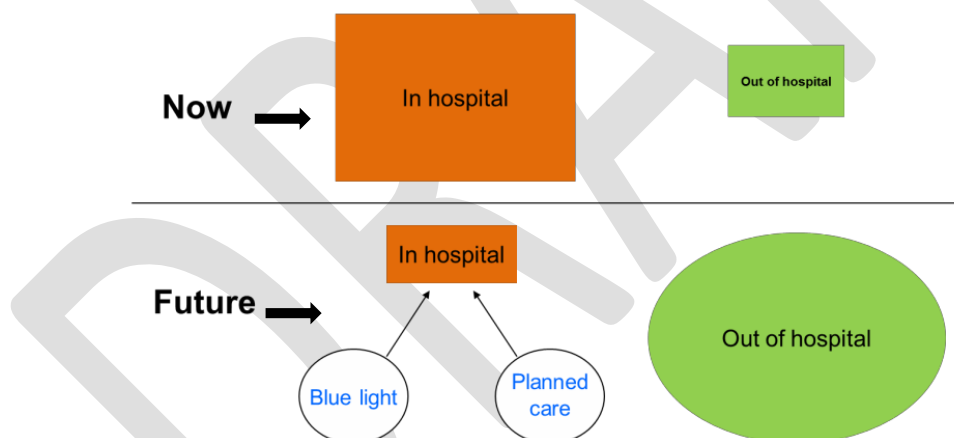 In hospital
Out of hospital
Now
In hospital
Future
Out of hospital
Blue light
Planned
care